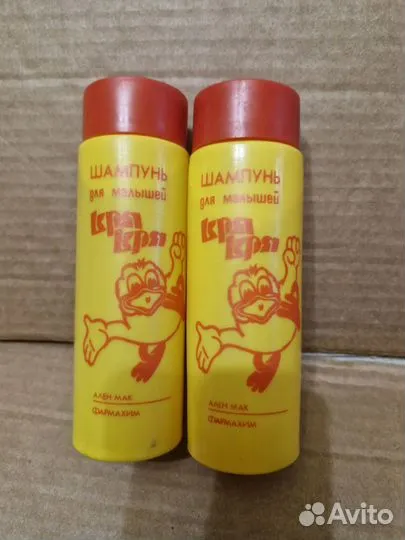 ШАМПУНЬ
для малышей
кря
кря
АЛЕН МАК
ФАРМАХИМ
ШАМПУНЬ
для малышей
кря
кря
АЛЕН МАК
ФАРМАХИМ
Avito